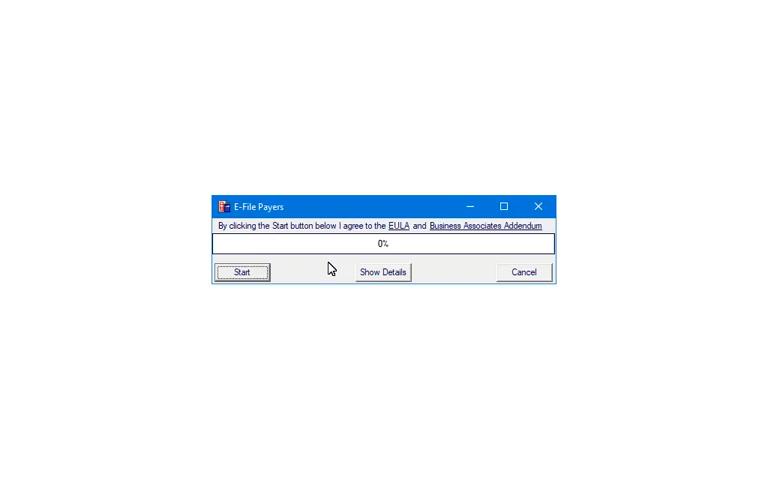 E-File Payers
By clicking the Start button below I agree to the EULA and Business Associates Addendum
0%
Start Show Details Cancel